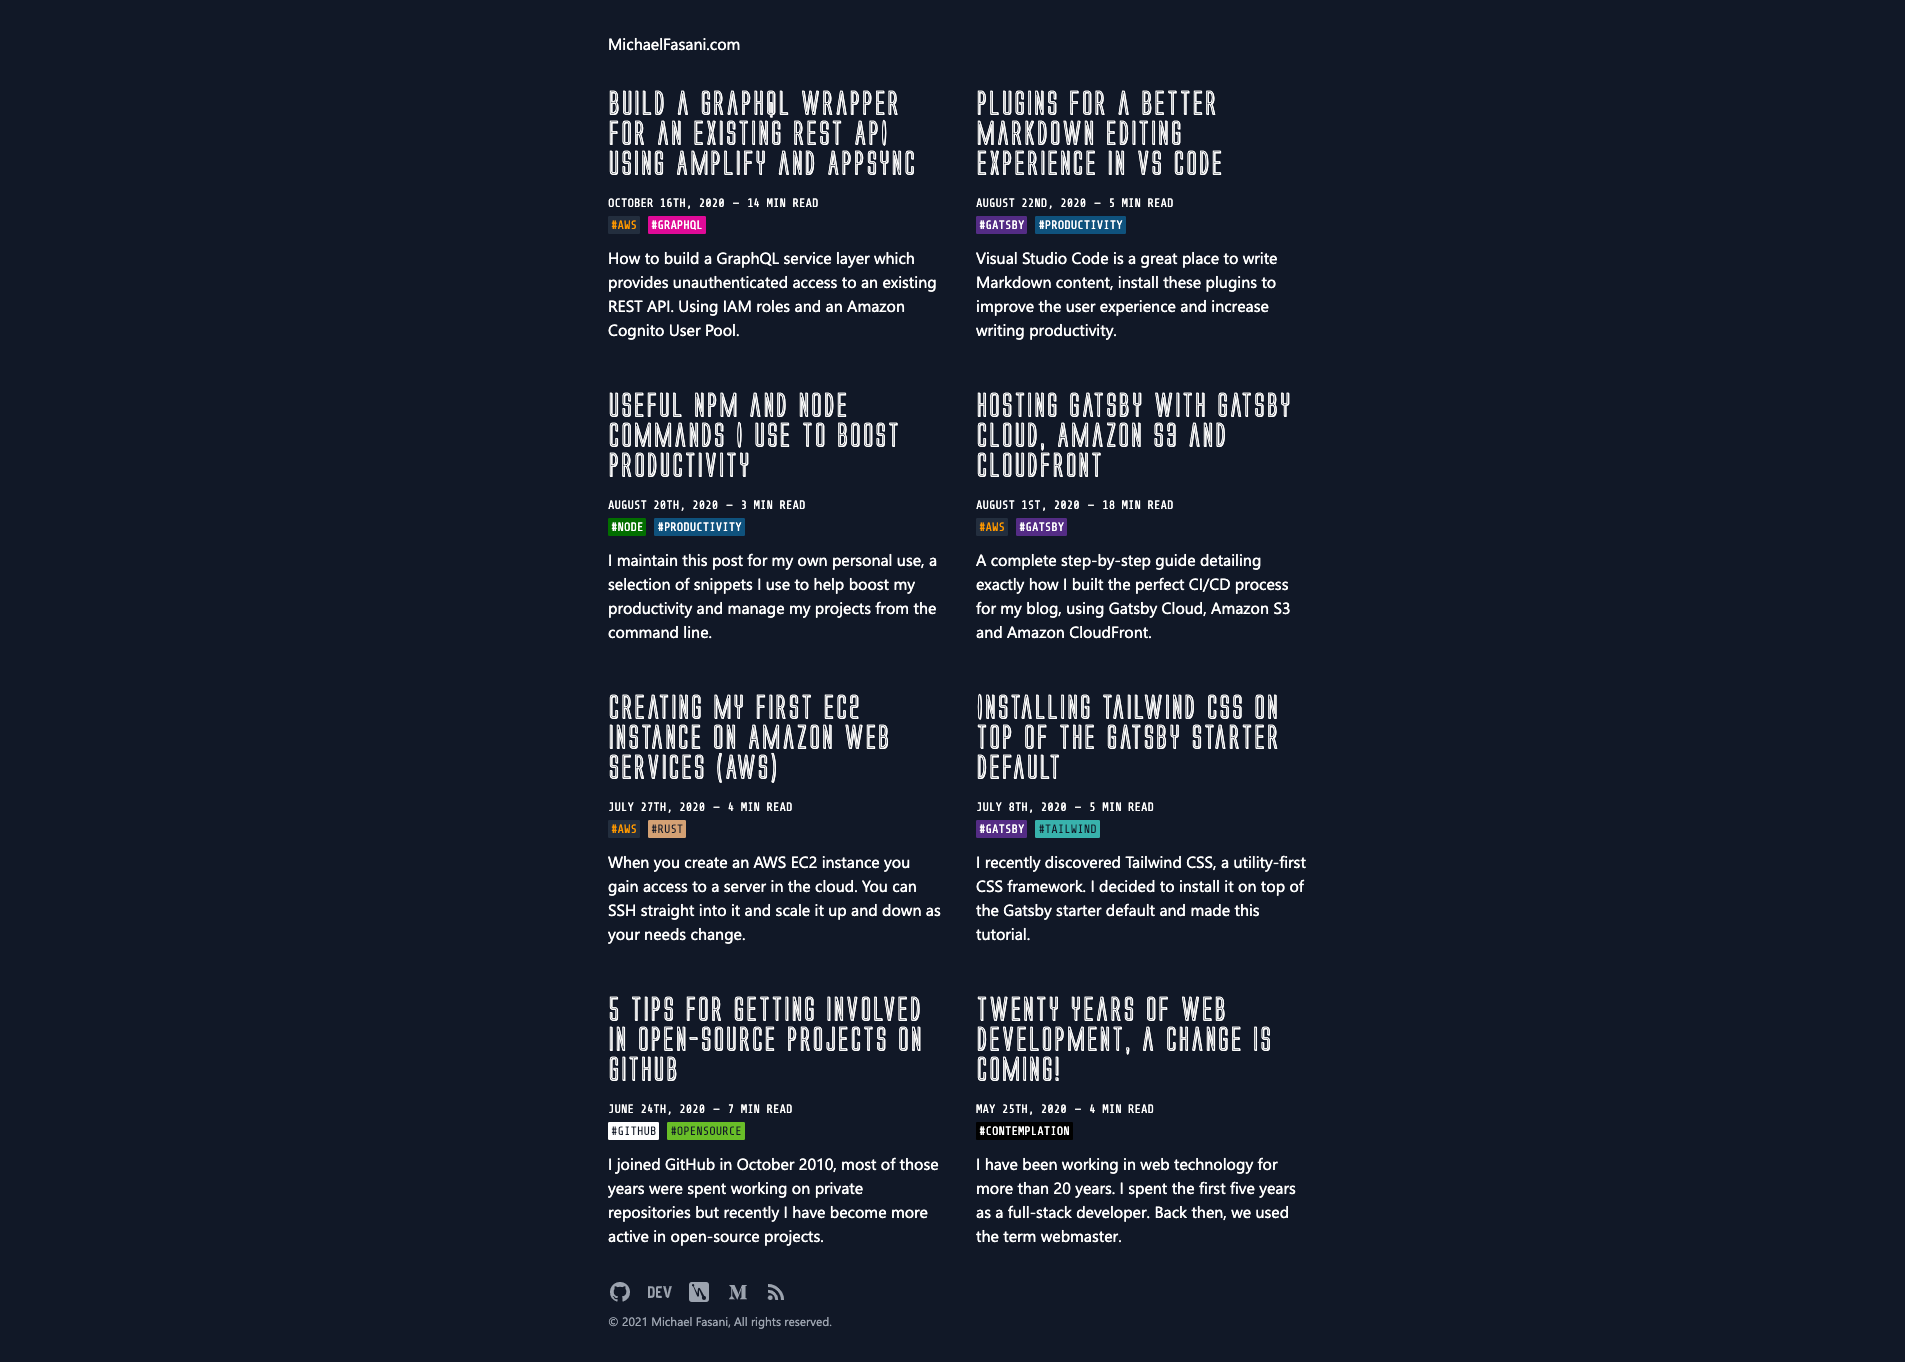 MichaelFasani.com
BUILD A GRAPHQL WRAPPER
FOR AN EXISTING REST API
USING AMPLIFY AND APPSYNC
OCTOBER 16TH, 2020 — 14 MIN READ
#AWS #GRAPHQL
How to build a GraphQL service layer which
provides unauthenticated access to an existing
REST API. Using IAM roles and an Amazon
Cognito User Pool.
PLUGINS FOR A BETTER
MARKDOWN EDITING
EXPERIENCE IN VS CODE
AUGUST 22ND, 2020 — 5 MIN READ
#GATSBY #PRODUCTIVITY
Visual Studio Code is a great place to write
Markdown content, install these plugins to
improve the user experience and increase
writing productivity.
USEFUL NPM AND NODE
COMMANDS I USE TO BOOST
PRODUCTIVITY
AUGUST 20TH, 2020 — 3 MIN READ
#NODE #PRODUCTIVITY
I maintain this post for my own personal use, a
selection of snippets I use to help boost my
productivity and manage my projects from the
command line.
HOSTING GATSBY WITH GATSBY
CLOUD, AMAZON S3 AND
CLOUDFRONT
AUGUST 1ST, 2020 — 18 MIN READ
#AWS #GATSBY
A complete step-by-step guide detailing
exactly how I built the perfect CI/CD process
for my blog, using Gatsby Cloud, Amazon S3
and Amazon CloudFront.
CREATING MY FIRST EC2
INSTANCE ON AMAZON WEB
SERVICES (AWS)
JULY 27TH, 2020 — 4 MIN READ
#AWS #RUST
When you create an AWS EC2 instance you
gain access to a server in the cloud. You can
SSH straight into it and scale it up and down as
your needs change.
INSTALLING TAILWIND CSS ON
TOP OF THE GATSBY STARTER
DEFAULT
JULY 8TH, 2020 — 5 MIN READ
#GATSBY #TAILWIND
I recently discovered Tailwind CSS, a utility-first
CSS framework. I decided to install it on top of
the Gatsby starter default and made this
tutorial.
5 TIPS FOR GETTING INVOLVED
IN OPEN-SOURCE PROJECTS ON
GITHUB
JUNE 24TH, 2020 — 7 MIN READ
#GITHUB #OPENSOURCE
I joined GitHub in October 2010, most of those
years were spent working on private
repositories but recently I have become more
active in open-source projects.
TWENTY YEARS OF WEB
DEVELOPMENT, A CHANGE IS
COMING!
MAY 25TH, 2020 — 4 MIN READ
#CONTEMPLATION
I have been working in web technology for
more than 20 years. I spent the first five years
as a full-stack developer. Back then, we used
the term webmaster.
DEV M
© 2021 Michael Fasani, All rights reserved.